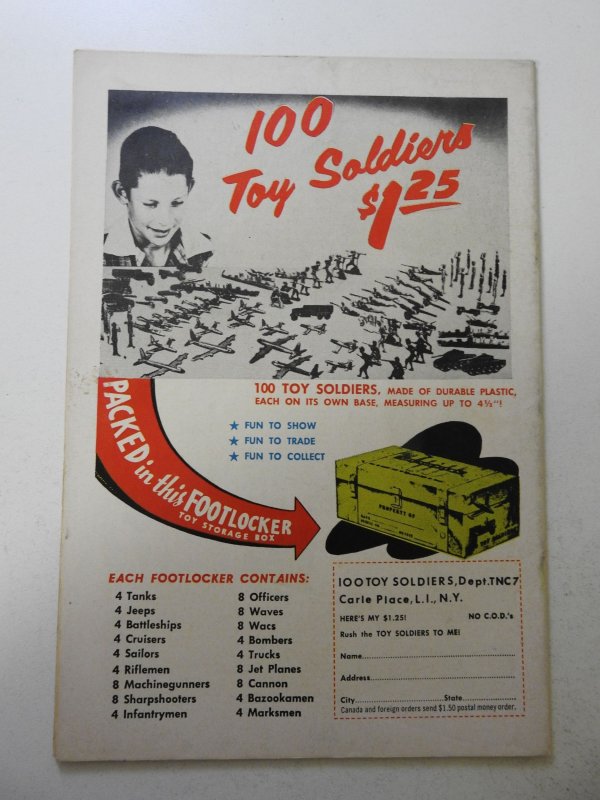 100
Toy Soldiers
$1.25
100 TOY SOLDIERS, MADE OF DURABLE PLASTIC,
EACH ON ITS OWN BASE, MEASURING UP TO 4½"!
★ FUN TO SHOW
★ FUN TO TRADE
★ FUN TO COLLECT
PACKED in this FOOTLOCKER
TOY STORAGE BOX
PROPERTY OF
EACH FOOTLOCKER CONTAINS:
4 Tanks
4 Jeeps
4 Battleships
4 Cruisers
4 Sailors
4 Riflemen
8 Machinegunners
8 Sharpshooters
4 Infantrymen
8 Officers
8 Waves
8 Wacs
4 Bombers
4 Trucks
8 Jet Planes
8 Cannon
4 Bazookamen
4 Marksmen
100 TOY SOLDIERS, Dept. TNC7
Carle Place, L.I., N.Y.
HERE'S MY $1.25! NO C.O.D.'s
Rush the TOY SOLDIERS TO ME!
Name
Address
City State
Canada and foreign orders send $1.50 postal money order.